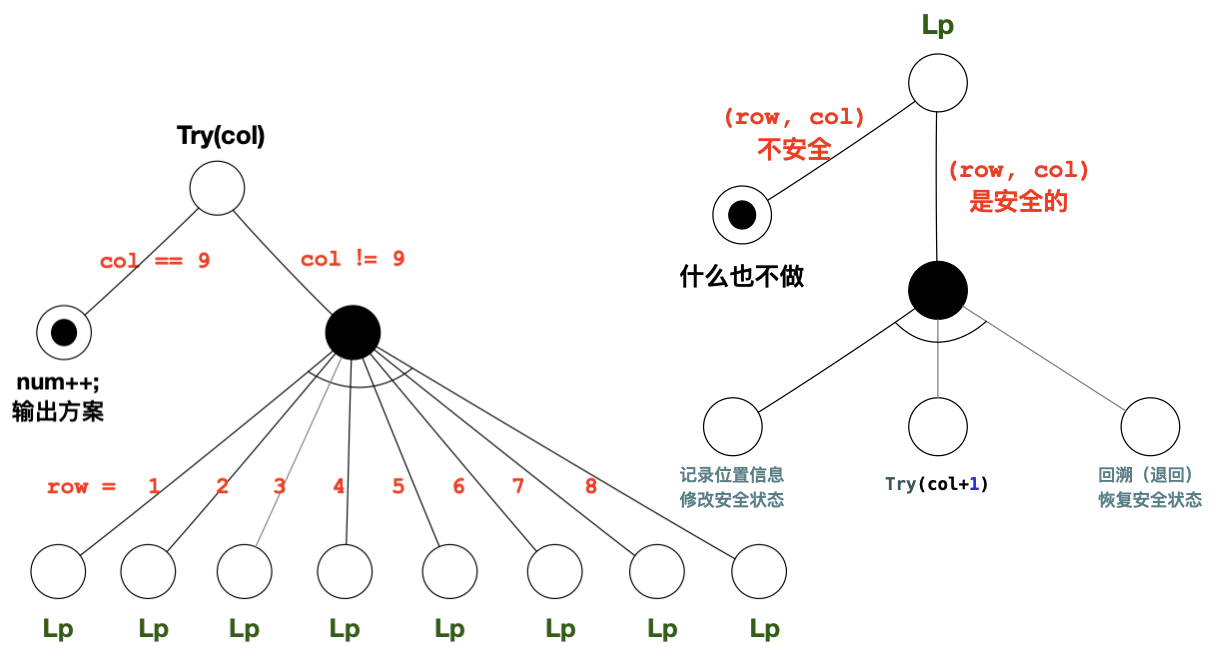 Try(col)
col == 9
col != 9
num++;
输出方案
row = 1 2 3 4 5 6 7 8
Lp Lp Lp Lp Lp Lp Lp Lp
Lp
(row, col)
不安全
(row, col)
是安全的
什么也不做
记录位置信息
修改安全状态
Try(col+1)
回溯（退回）
恢复安全状态